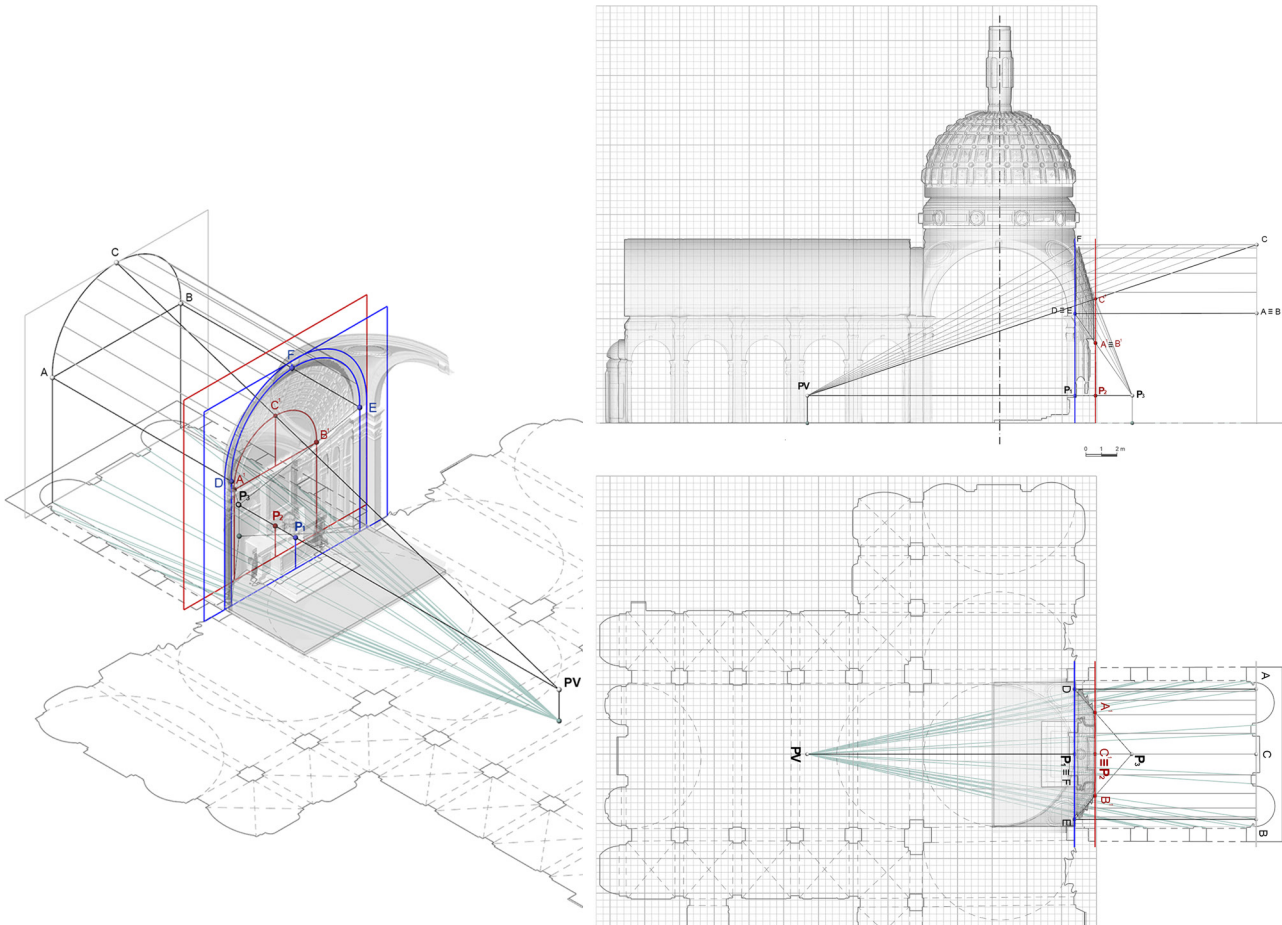 C
B
A
F
E
C'
B'
D
A'
P₃
P₂
P₁
PV
F
C
C'
D≡E
A≡B
A'≡B'
PV
P₁
P₂
P₃
0 1 2 m
A
D
A'
PV
P₁≡F
C'≡P₂
P₃
C
B'
E
B